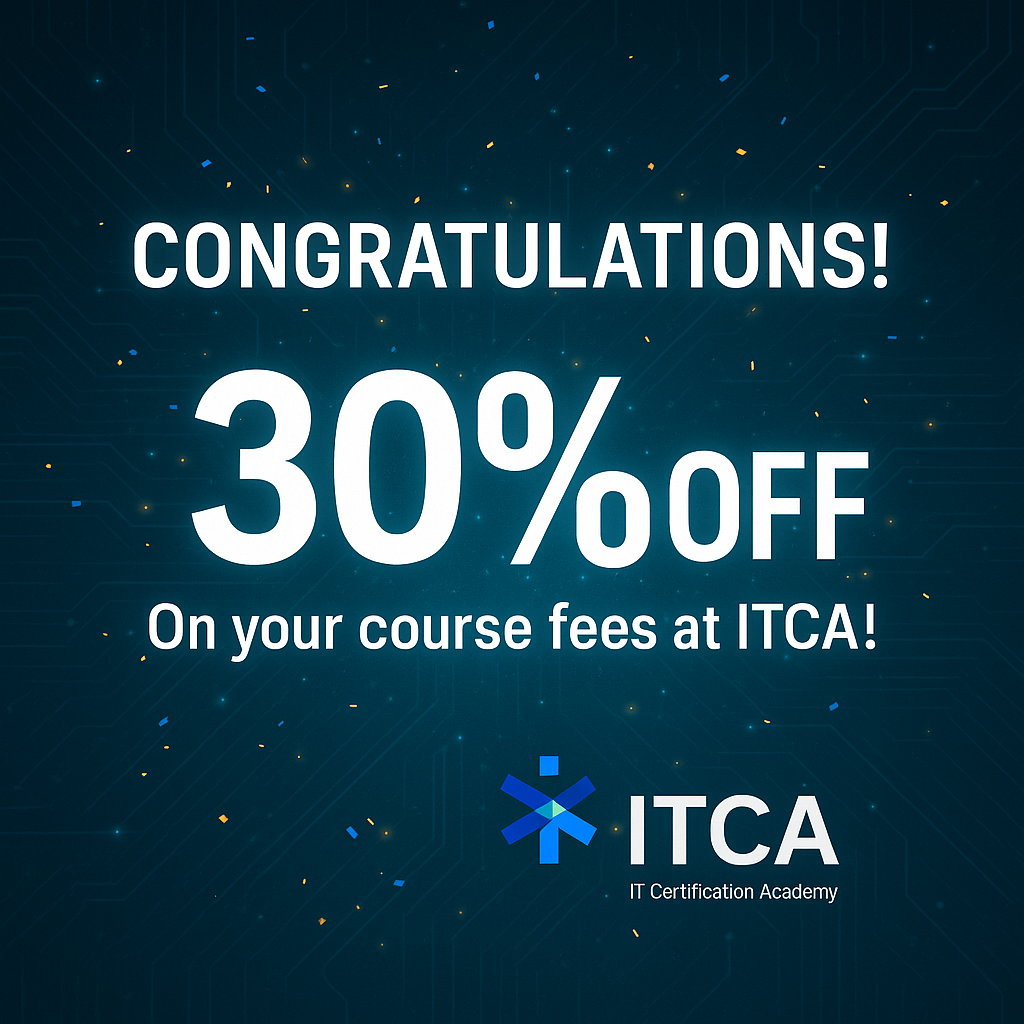 CONGRATULATIONS!
30% OFF
On your course fees at ITCA!
ITCA
IT Certification Academy